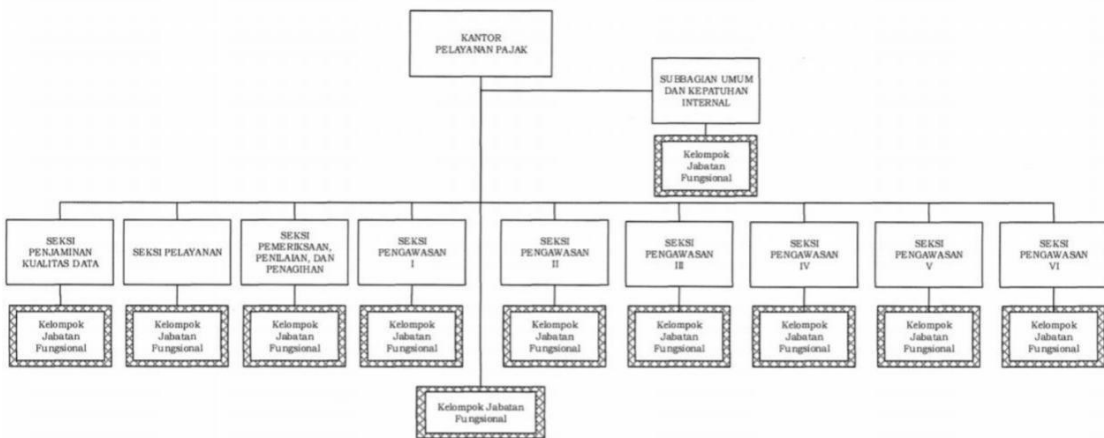 KANTOR
PELAYANAN PAJAK
SUBBAGIAN UMUM
DAN KEPATUHAN
INTERNAL
Kelompok
Jabatan
Fungsional
SEKSI
PENJAMINAN
KUALITAS DATA
SEKSI PELAYANAN
SEKSI
PEMERIKSAAN,
PENILAIAN, DAN
PENAGIHAN
SEKSI
PENGAWASAN
I
SEKSI
PENGAWASAN
II
SEKSI
PENGAWASAN
III
SEKSI
PENGAWASAN
IV
SEKSI
PENGAWASAN
V
SEKSI
PENGAWASAN
VI
Kelompok
Jabatan
Fungsional
Kelompok
Jabatan
Fungsional
Kelompok
Jabatan
Fungsional
Kelompok
Jabatan
Fungsional
Kelompok
Jabatan
Fungsional
Kelompok
Jabatan
Fungsional
Kelompok
Jabatan
Fungsional
Kelompok
Jabatan
Fungsional
Kelompok
Jabatan
Fungsional
Kelompok Jabatan
Fungsional